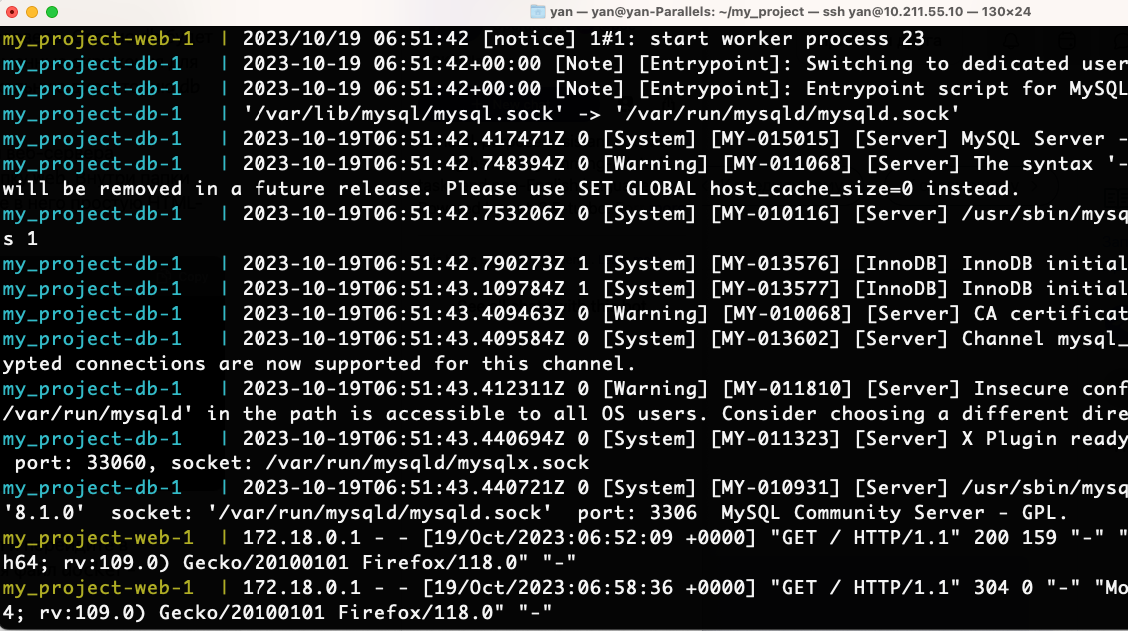 yan — yan@yan-Parallels: ~/my_project — ssh yan@10.211.55.10 — 130×24
my_project-web-1  | 2023/10/19 06:51:42 [notice] 1#1: start worker process 23
my_project-db-1   | 2023-10-19 06:51:42+00:00 [Note] [Entrypoint]: Switching to dedicated user
my_project-db-1   | 2023-10-19 06:51:42+00:00 [Note] [Entrypoint]: Entrypoint script for MySQL
my_project-db-1   | '/var/lib/mysql/mysql.sock' -> '/var/run/mysqld/mysqld.sock'
my_project-db-1   | 2023-10-19T06:51:42.417471Z 0 [System] [MY-015015] [Server] MySQL Server -
my_project-db-1   | 2023-10-19T06:51:42.748394Z 0 [Warning] [MY-011068] [Server] The syntax '-
will be removed in a future release. Please use SET GLOBAL host_cache_size=0 instead.
my_project-db-1   | 2023-10-19T06:51:42.753206Z 0 [System] [MY-010116] [Server] /usr/sbin/mysq
s 1
my_project-db-1   | 2023-10-19T06:51:42.790273Z 1 [System] [MY-013576] [InnoDB] InnoDB initial
my_project-db-1   | 2023-10-19T06:51:43.109784Z 1 [System] [MY-013577] [InnoDB] InnoDB initial
my_project-db-1   | 2023-10-19T06:51:43.409463Z 0 [Warning] [MY-010068] [Server] CA certificat
my_project-db-1   | 2023-10-19T06:51:43.409584Z 0 [System] [MY-013602] [Server] Channel mysql_
ypted connections are now supported for this channel.
my_project-db-1   | 2023-10-19T06:51:43.412311Z 0 [Warning] [MY-011810] [Server] Insecure conf
/var/run/mysqld' in the path is accessible to all OS users. Consider choosing a different dire
my_project-db-1   | 2023-10-19T06:51:43.440694Z 0 [System] [MY-011323] [Server] X Plugin ready
 port: 33060, socket: /var/run/mysqld/mysqlx.sock
my_project-db-1   | 2023-10-19T06:51:43.440721Z 0 [System] [MY-010931] [Server] /usr/sbin/mysq
'8.1.0'  socket: '/var/run/mysqld/mysqld.sock'  port: 3306  MySQL Community Server - GPL.
my_project-web-1  | 172.18.0.1 - - [19/Oct/2023:06:52:09 +0000] "GET / HTTP/1.1" 200 159 "-" "
h64; rv:109.0) Gecko/20100101 Firefox/118.0" "-"
my_project-web-1  | 172.18.0.1 - - [19/Oct/2023:06:58:36 +0000] "GET / HTTP/1.1" 304 0 "-" "Mo
4; rv:109.0) Gecko/20100101 Firefox/118.0" "-"